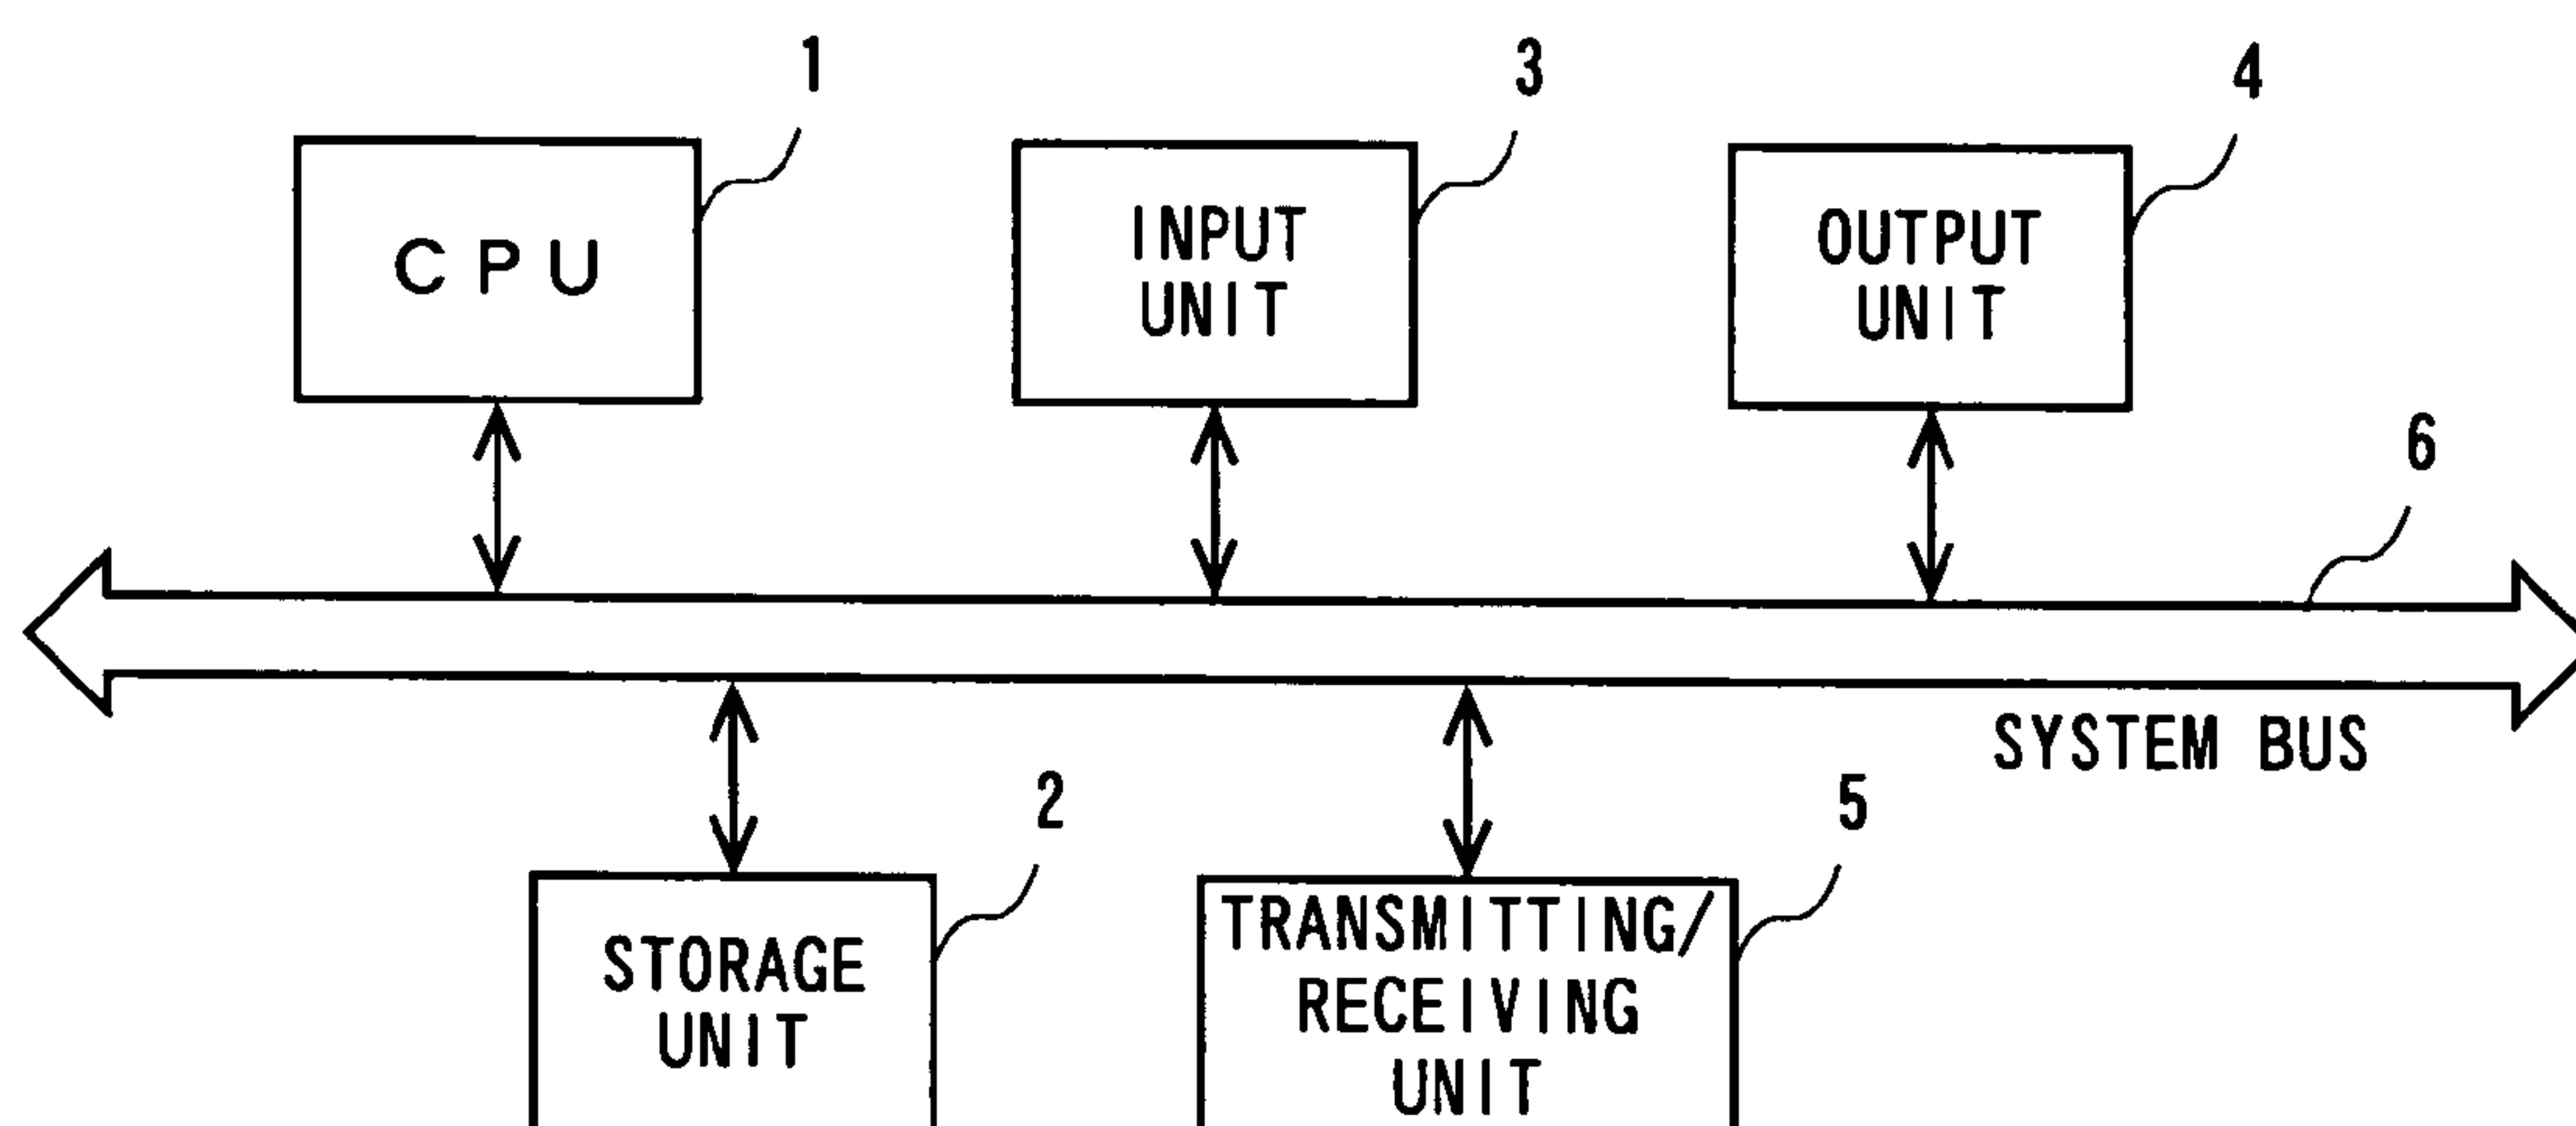 1
3
4
CPU
INPUT
UNIT
OUTPUT
UNIT
6
SYSTEM BUS
2
5
STORAGE
UNIT
TRANSMITTING/
RECEIVING
UNIT